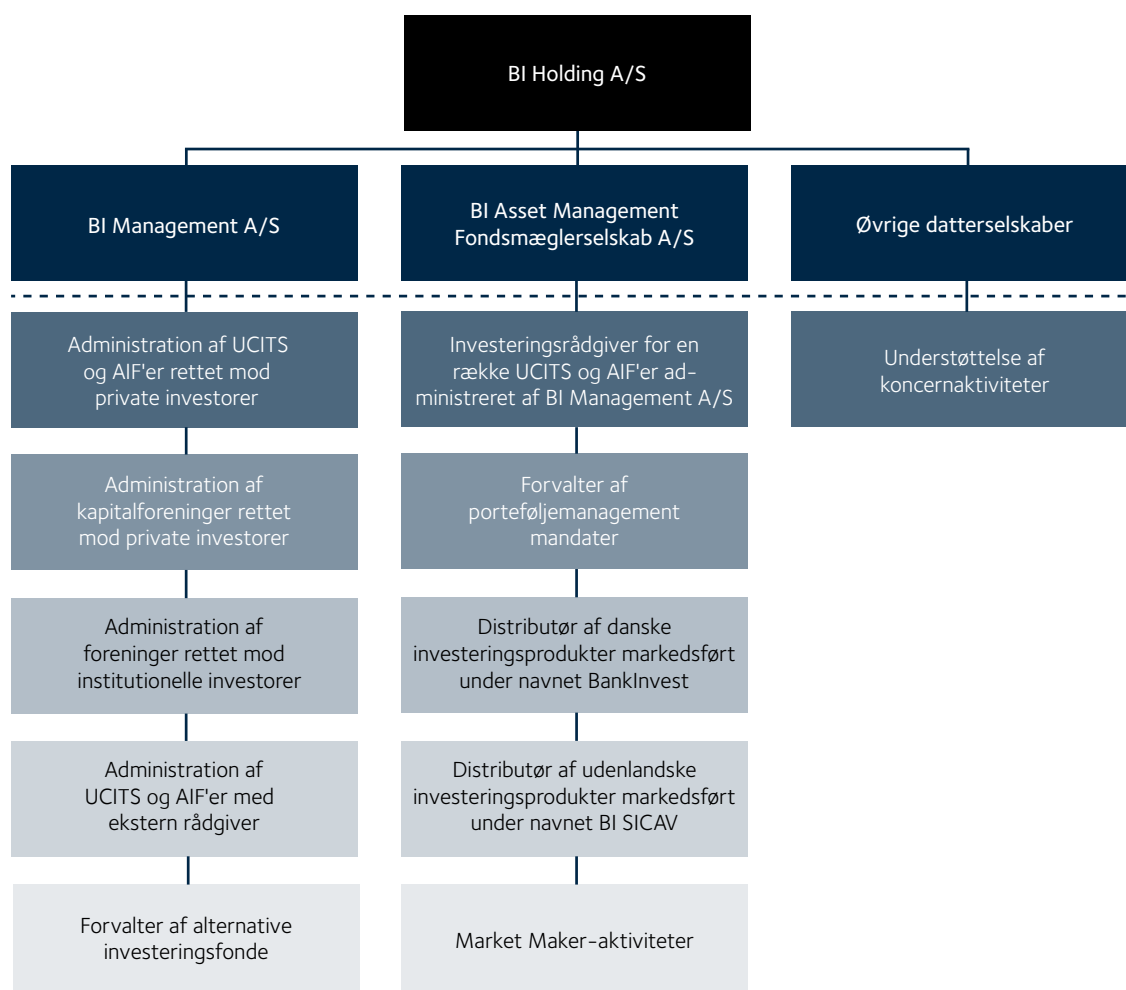 BI Holding A/S
BI Management A/S
BI Asset Management
Fondsmæglerselskab A/S
Øvrige datterselskaber
Administration af UCITS
og AIF'er rettet mod
private investorer
Investeringsrådgiver for en
række UCITS og AIF'er ad-
ministreret af BI Management A/S
Understøttelse af
koncernaktiviteter
Administration af
kapitalforeninger rettet
mod private investorer
Forvalter af
porteføljemanagement
mandater
Administration af
foreninger rettet mod
institutionelle investorer
Distributør af danske
investeringsprodukter markedsført
under navnet BankInvest
Administration af
UCITS og AIF'er med
ekstern rådgiver
Distributør af udenlandske
investeringsprodukter markedsført
under navnet BI SICAV
Forvalter af alternative
investeringsfonde
Market Maker-aktiviteter